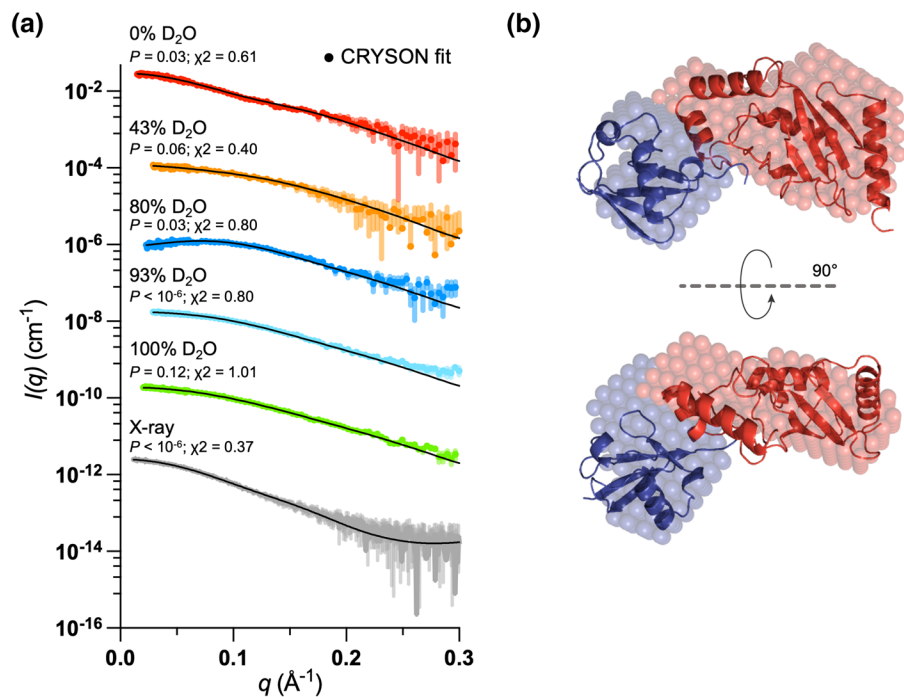 (a)
0% D₂O
P = 0.03; χ2 = 0.61
● CRYSON fit
10⁻²
43% D₂O
P = 0.06; χ2 = 0.40
10⁻⁴
80% D₂O
P = 0.03; χ2 = 0.80
10⁻⁶
93% D₂O
P < 10⁻⁶; χ2 = 0.80
10⁻⁸
100% D₂O
P = 0.12; χ2 = 1.01
10⁻¹⁰
X-ray
P < 10⁻⁶; χ2 = 0.37
10⁻¹²
10⁻¹⁴
10⁻¹⁶
I(q) (cm⁻¹)
0.0 0.1 0.2 0.3
q (Å⁻¹)
(b)
90°